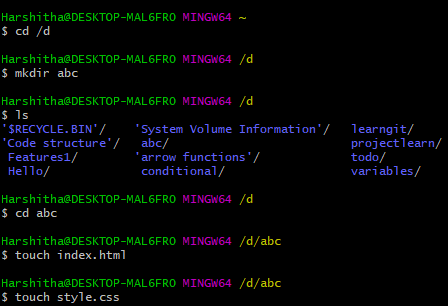 Harshitha@DESKTOP-MAL6FRO MINGW64 ~
$ cd /d
Harshitha@DESKTOP-MAL6FRO MINGW64 /d
$ mkdir abc
Harshitha@DESKTOP-MAL6FRO MINGW64 /d
$ ls
'$RECYCLE.BIN'/ 'System Volume Information'/ learngit/
'Code structure'/ abc/ projectlearn/
Features1/ 'arrow functions'/ todo/
Hello/ conditional/ variables/
Harshitha@DESKTOP-MAL6FRO MINGW64 /d
$ cd abc
Harshitha@DESKTOP-MAL6FRO MINGW64 /d/abc
$ touch index.html
Harshitha@DESKTOP-MAL6FRO MINGW64 /d/abc
$ touch style.css